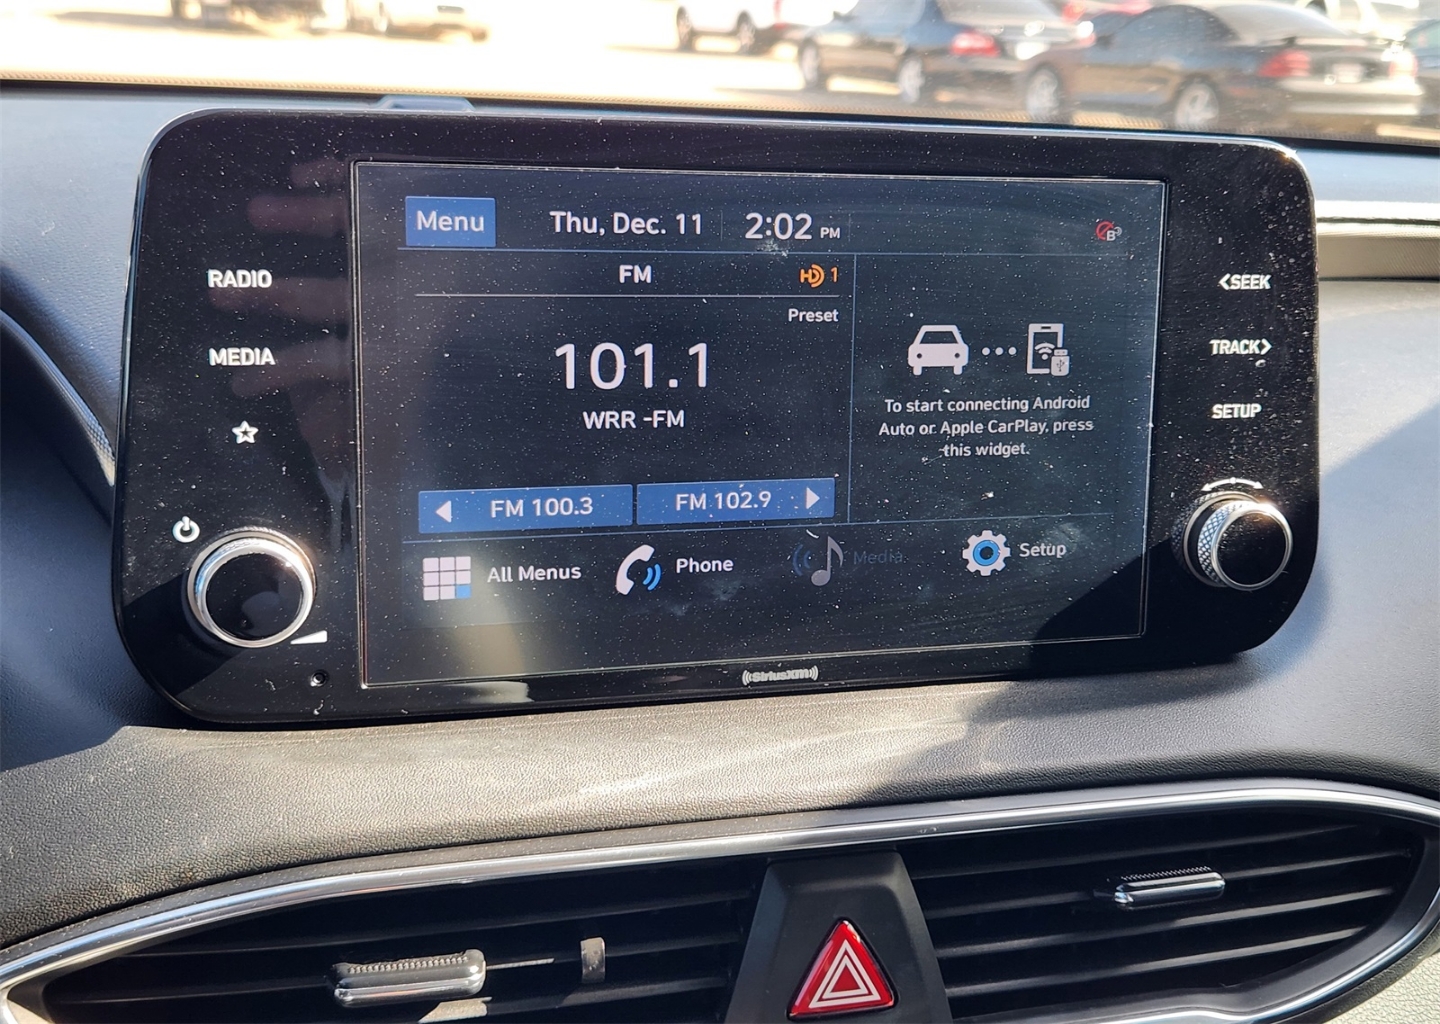 Menu
Thu, Dec. 11
2:02 PM
RADIO
MEDIA
FM
HD 1
Preset
101.1
WRR -FM
FM 100.3
FM 102.9
To start connecting Android
Auto or Apple CarPlay, press
this widget.
All Menus
Phone
Media
Setup
<SEEK
TRACK>
SETUP
SiriusXM